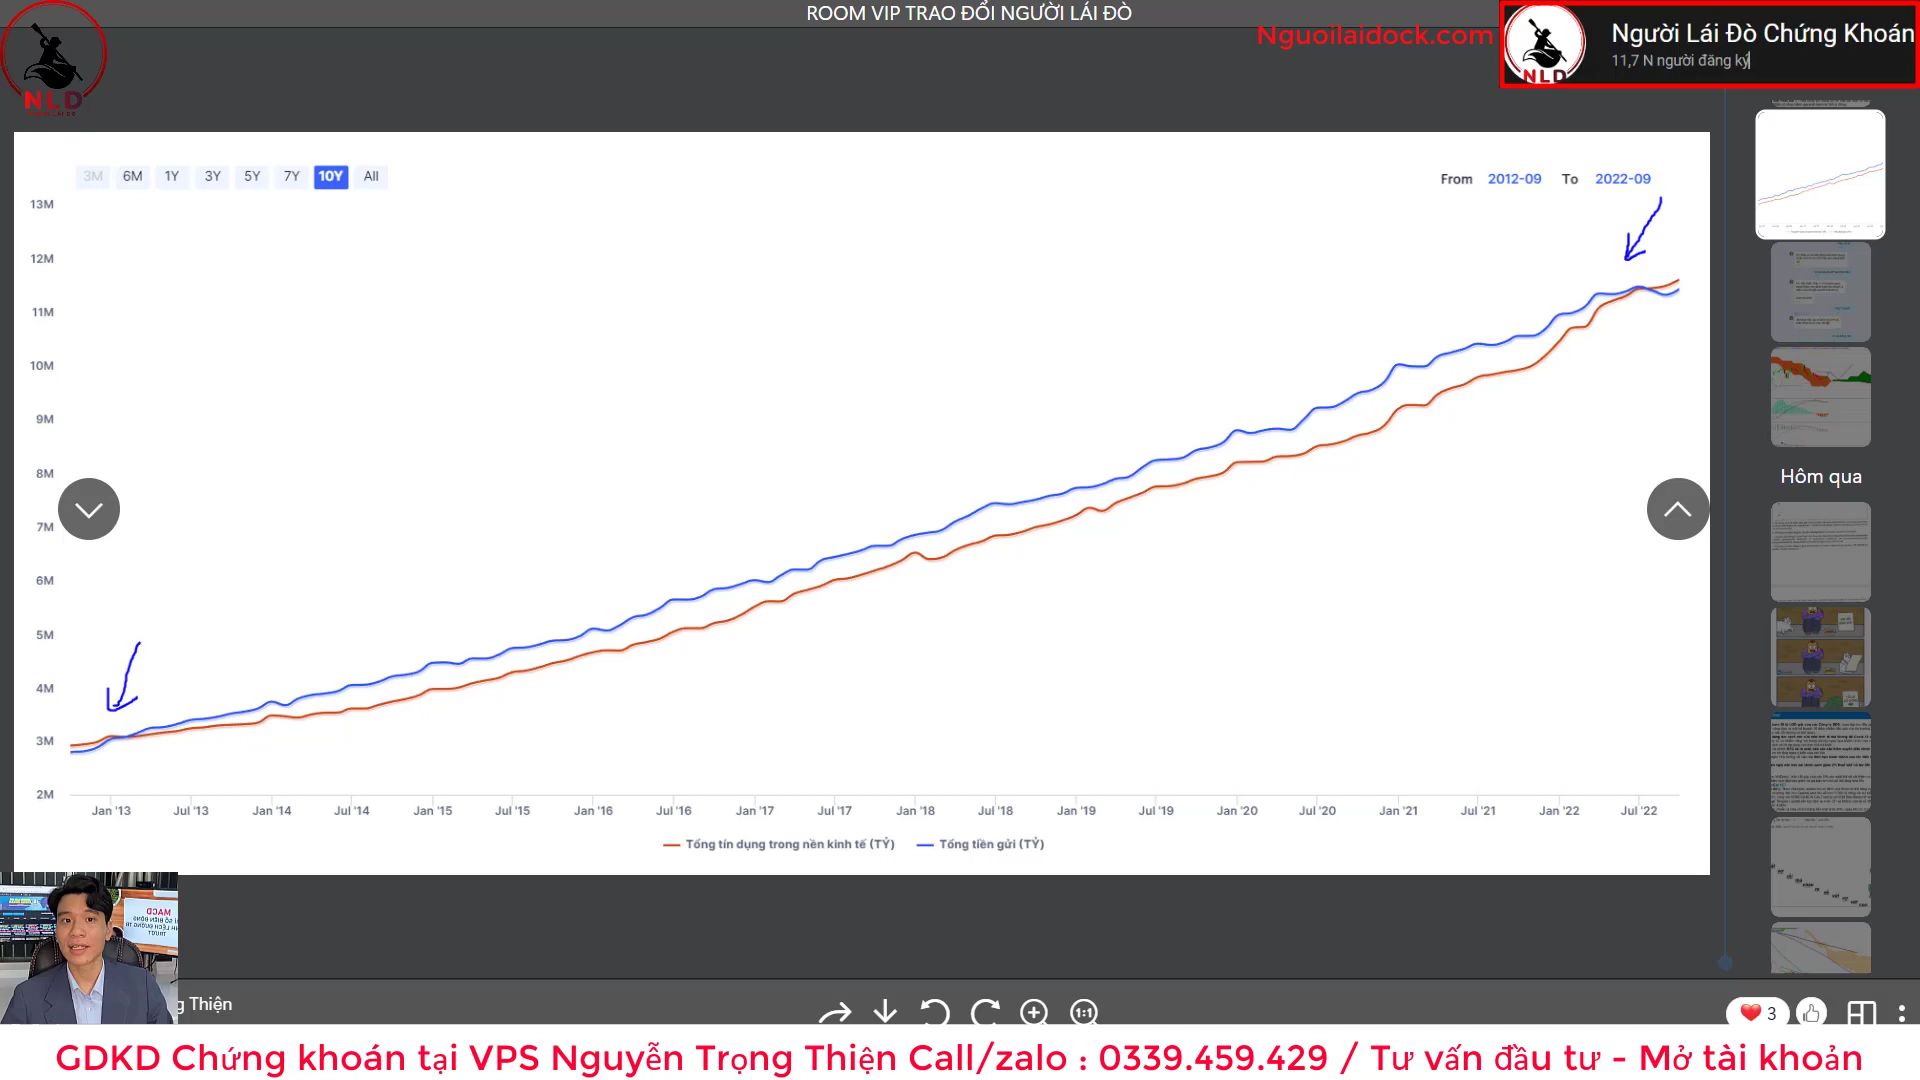 ROOM VIP TRAO ĐỔI NGƯỜI LÁI ĐÒ
Nguoilaidock.com
Người Lái Đò Chứng Khoán
11,7 N người đăng ký
NLD
NLD
3M 6M 1Y 3Y 5Y 7Y 10Y All
From 2012-09 To 2022-09
13M
12M
11M
10M
9M
8M
7M
6M
5M
4M
3M
2M
Jan '13 Jul '13 Jan '14 Jul '14 Jan '15 Jul '15 Jan '16 Jul '16 Jan '17 Jul '17 Jan '18 Jul '18 Jan '19 Jul '19 Jan '20 Jul '20 Jan '21 Jul '21 Jan '22 Jul '22
Tổng tín dụng trong nền kinh tế (TỶ) Tổng tiền gửi (TỶ)
Hôm qua
MACD
g Thiện
1:1
3
GDKD Chứng khoán tại VPS Nguyễn Trọng Thiện Call/zalo : 0339.459.429 / Tư vấn đầu tư - Mở tài khoản